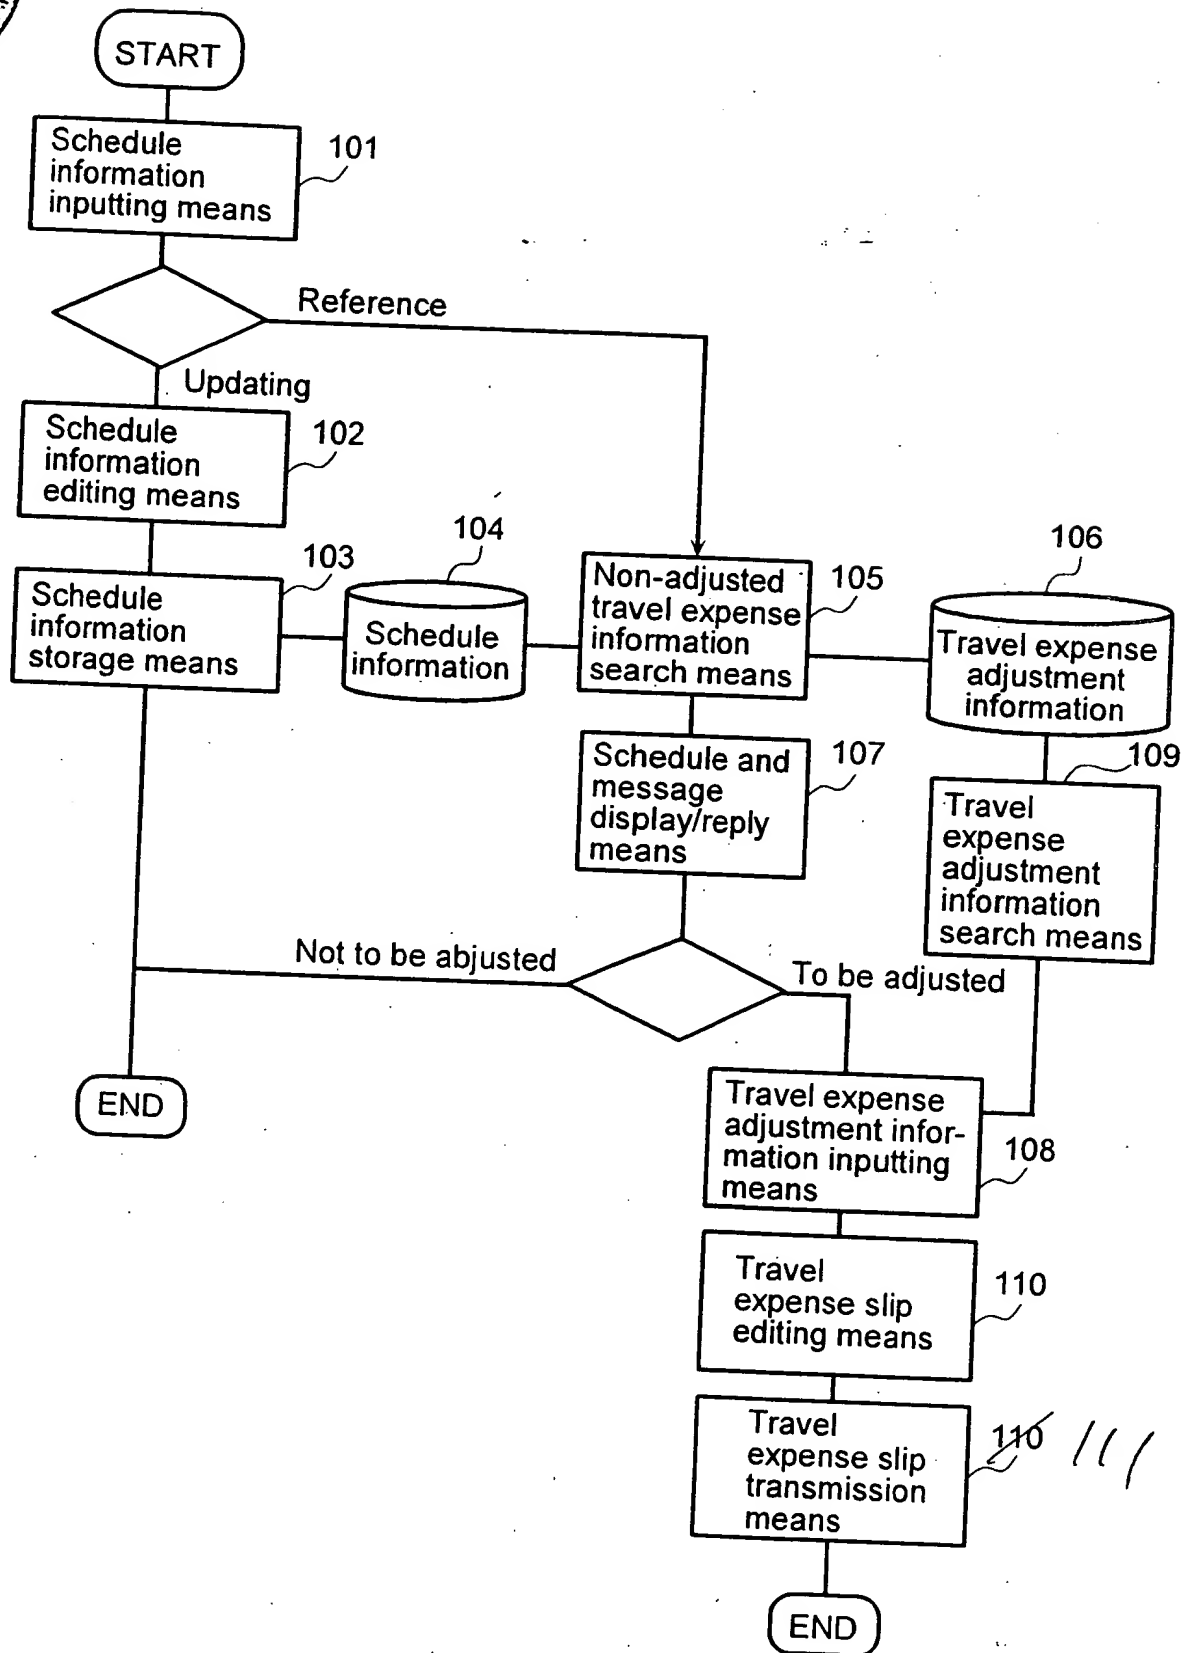 START
Schedule
information
inputting means
101
Reference
Updating
Schedule
information
editing means
102
Schedule
information
storage means
103
104
Schedule
information
Non-adjusted
travel expense
information
search means
105
106
Travel expense
adjustment
information
Schedule and
message
display/reply
means
107
109
Travel
expense
adjustment
information
search means
Not to be abjusted
To be adjusted
END
Travel expense
adjustment infor-
mation inputting
means
108
Travel
expense slip
editing means
110
Travel
expense slip
transmission
means
110 111
END